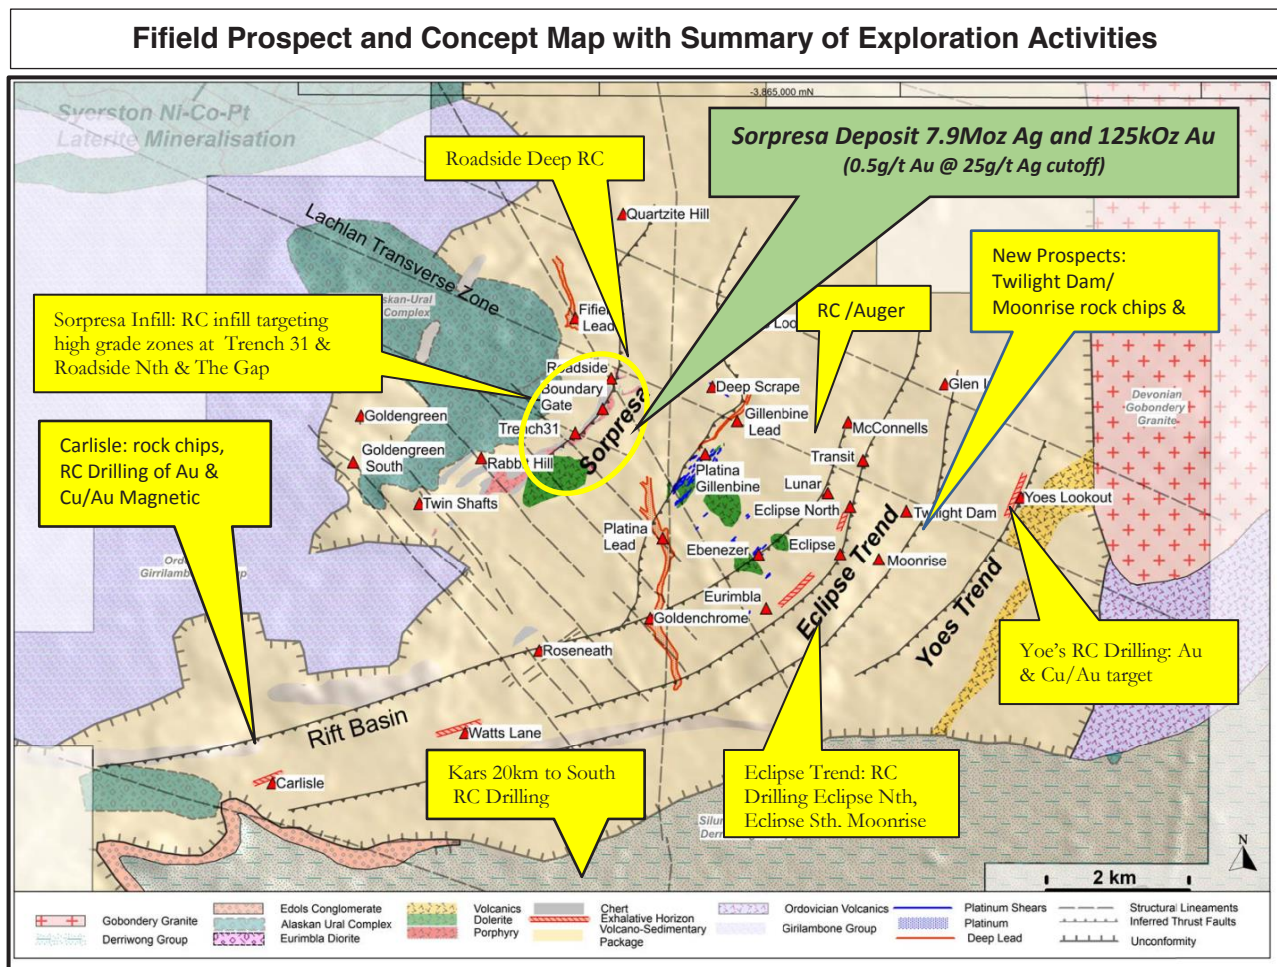 Fifield Prospect and Concept Map with Summary of Exploration Activities
-3,865,000 mN
Syerston Ni-Co-Pt
Laterite Mineralisation
Roadside Deep RC
Sorpresa Deposit 7.9Moz Ag and 125kOz Au
(0.5g/t Au @ 25g/t Ag cutoff)
Quartzite Hill
Lachlan Transverse Zone
New Prospects:
Twilight Dam/
Moonrise rock chips &
Sorpresa Infill: RC infill targeting
high grade zones at Trench 31 &
Roadside Nth & The Gap
RC /Auger
Lead
Roadside
Boundary
Gate
Trench31
Sorpresa
Deep Scrape
Gillenbine
Lead
Glen
Devonian
Gobondery
Granite
Goldengreen
Goldengreen
South
Rabbit Hill
Twin Shafts
McConnells
Transit
Platina
Gillenbine
Lunar
Eclipse North
Twilight Dam
Yoes Lookout
Carlisle: rock chips,
RC Drilling of Au &
Cu/Au Magnetic
Platina
Lead
Ebenezer
Eclipse
Moonrise
Eurimbla
Eclipse Trend
Yoes Trend
Goldenchrome
Roseneath
Yoe's RC Drilling: Au
& Cu/Au target
Rift Basin
Watts Lane
Carlisle
Kars 20km to South
RC Drilling
Eclipse Trend: RC
Drilling Eclipse Nth,
Eclipse Sth, Moonrise
N
2 km
Gobondery Granite
Derriwong Group
Edols Conglomerate
Alaskan Ural Complex
Eurimbla Diorite
Volcanics
Dolerite
Porphyry
Chert
Exhalative Horizon
Volcano-Sedimentary
Package
Ordovician Volcanics
Girilambone Group
Platinum Shears
Platinum
Deep Lead
Structural Lineaments
Inferred Thrust Faults
Unconformity